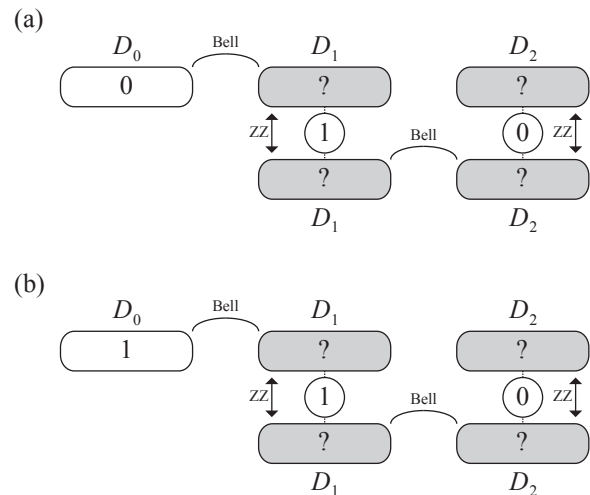 (a)
D0 Bell D1 D2
0 ? ?
ZZ 1 0 ZZ
Bell
? ?
D1 D2
(b)
D0 Bell D1 D2
1 ? ?
ZZ 1 0 ZZ
Bell
? ?
D1 D2